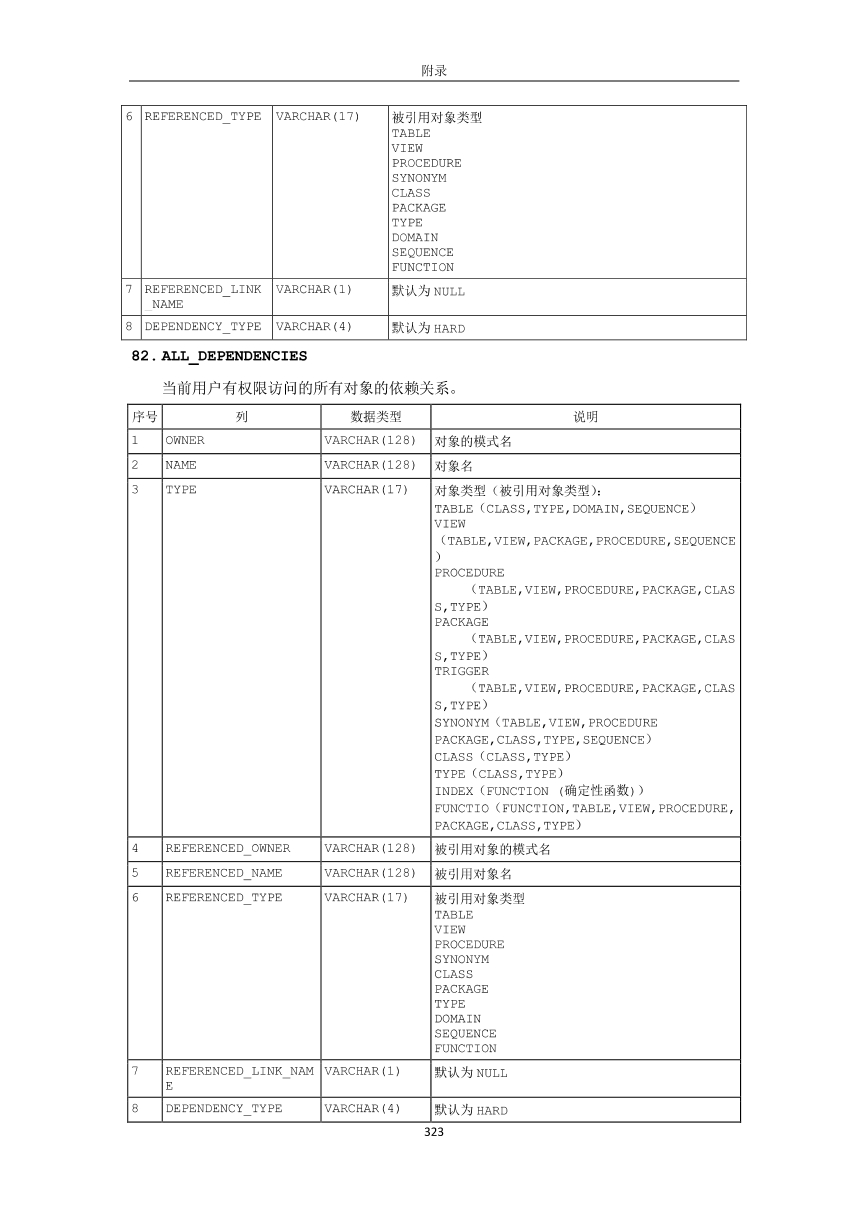 附录
6 REFERENCED_TYPE VARCHAR(17) 被引用对象类型
TABLE
VIEW
PROCEDURE
SYNONYM
CLASS
PACKAGE
TYPE
DOMAIN
SEQUENCE
FUNCTION
7 REFERENCED_LINK VARCHAR(1) 默认为 NULL
_NAME
8 DEPENDENCY_TYPE VARCHAR(4) 默认为 HARD
82. ALL_DEPENDENCIES
当前用户有权限访问的所有对象的依赖关系。
序号 列 数据类型 说明
1 OWNER VARCHAR(128) 对象的模式名
2 NAME VARCHAR(128) 对象名
3 TYPE VARCHAR(17) 对象类型（被引用对象类型）：
TABLE（CLASS,TYPE,DOMAIN,SEQUENCE）
VIEW
（TABLE,VIEW,PACKAGE,PROCEDURE,SEQUENCE
）
PROCEDURE
（TABLE,VIEW,PROCEDURE,PACKAGE,CLAS
S,TYPE）
PACKAGE
（TABLE,VIEW,PROCEDURE,PACKAGE,CLAS
S,TYPE）
TRIGGER
（TABLE,VIEW,PROCEDURE,PACKAGE,CLAS
S,TYPE）
SYNONYM（TABLE,VIEW,PROCEDURE
PACKAGE,CLASS,TYPE,SEQUENCE）
CLASS（CLASS,TYPE）
TYPE（CLASS,TYPE）
INDEX（FUNCTION (确定性函数)）
FUNCTIO（FUNCTION,TABLE,VIEW,PROCEDURE,
PACKAGE,CLASS,TYPE）
4 REFERENCED_OWNER VARCHAR(128) 被引用对象的模式名
5 REFERENCED_NAME VARCHAR(128) 被引用对象名
6 REFERENCED_TYPE VARCHAR(17) 被引用对象类型
TABLE
VIEW
PROCEDURE
SYNONYM
CLASS
PACKAGE
TYPE
DOMAIN
SEQUENCE
FUNCTION
7 REFERENCED_LINK_NAM VARCHAR(1) 默认为 NULL
E
8 DEPENDENCY_TYPE VARCHAR(4) 默认为 HARD
323